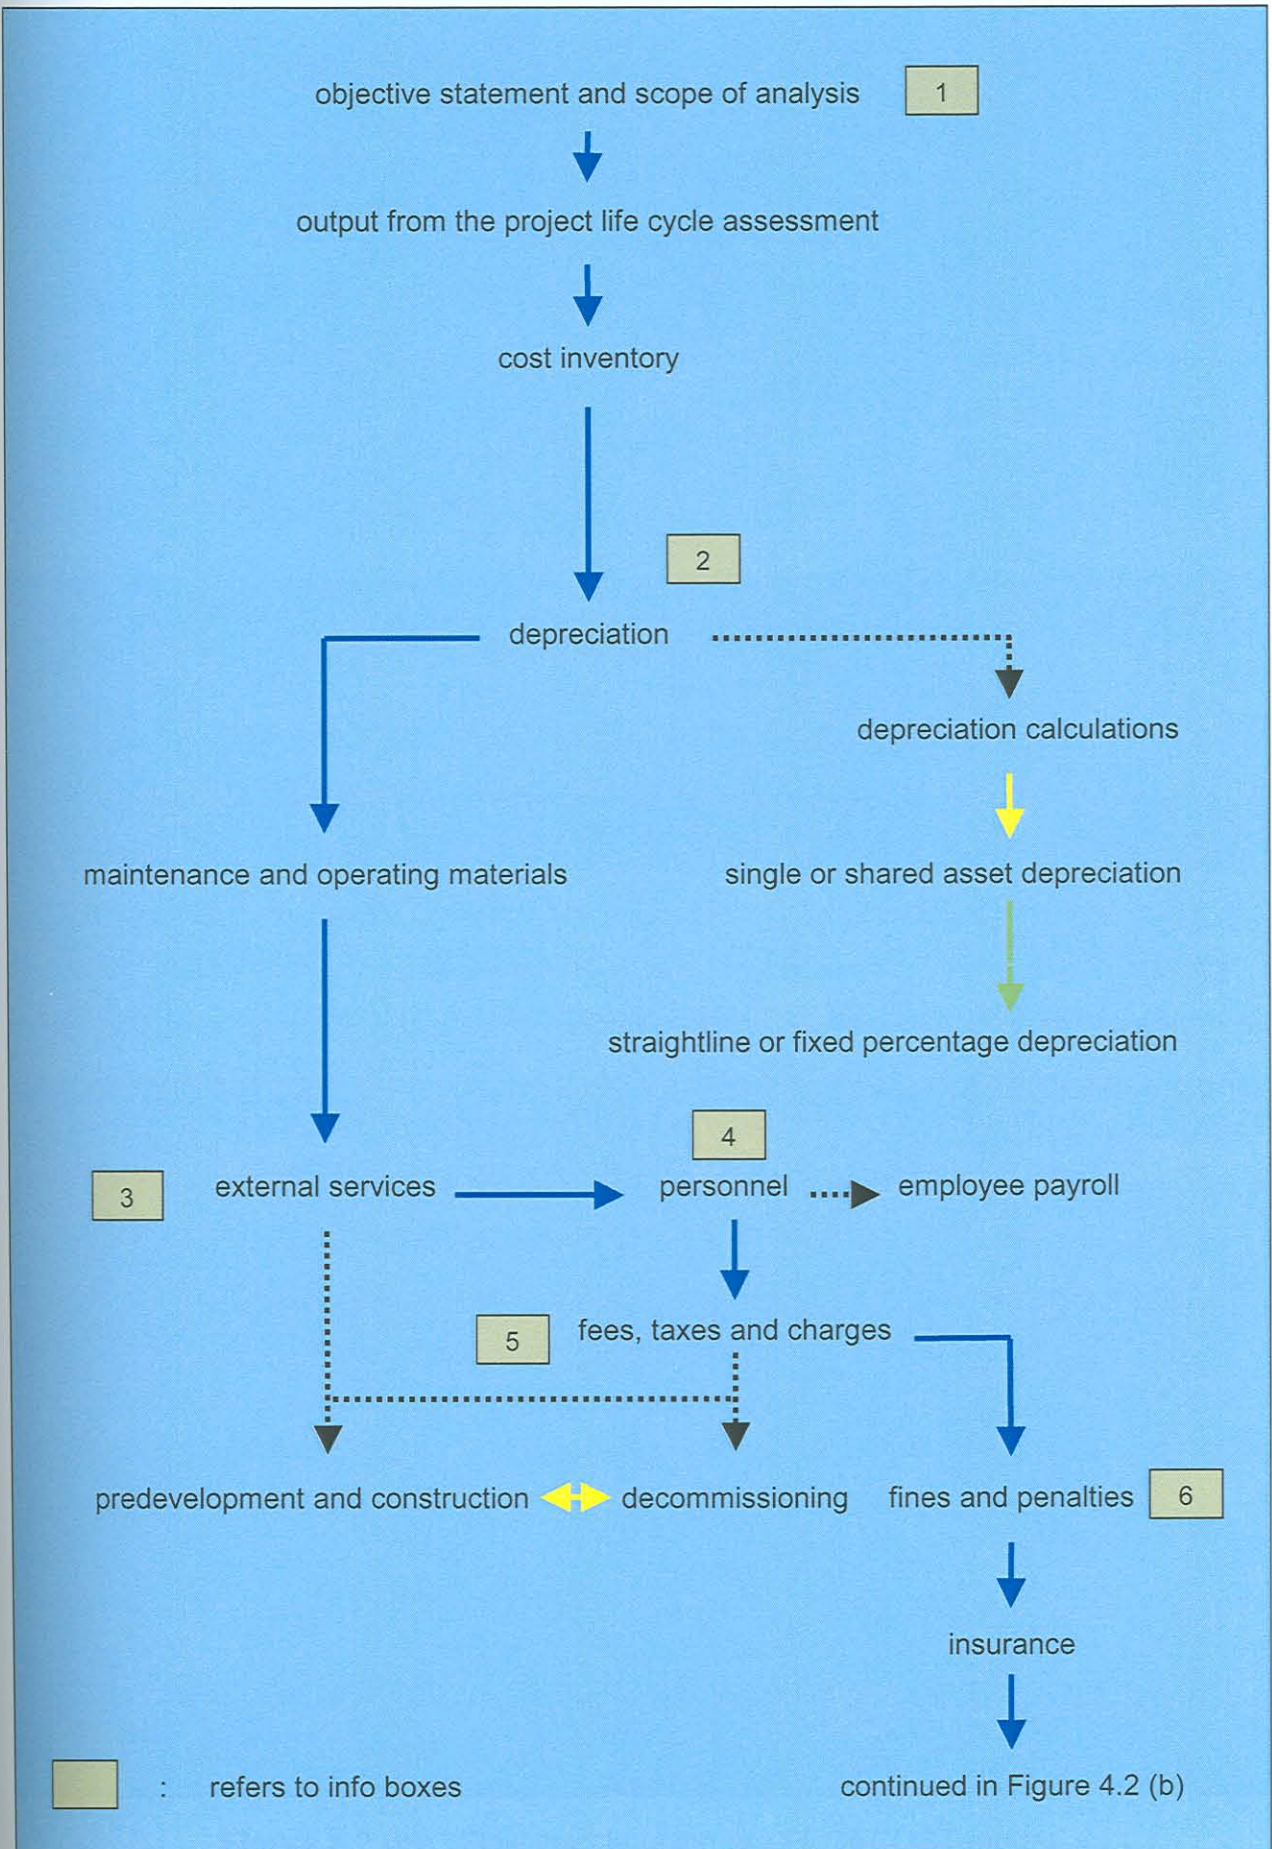 objective statement and scope of analysis 1
output from the project life cycle assessment
cost inventory
2
depreciation
depreciation calculations
maintenance and operating materials
single or shared asset depreciation
straightline or fixed percentage depreciation
4
3
external services
personnel
employee payroll
5
fees, taxes and charges
predevelopment and construction
decommissioning
fines and penalties 6
insurance
: refers to info boxes
continued in Figure 4.2 (b)